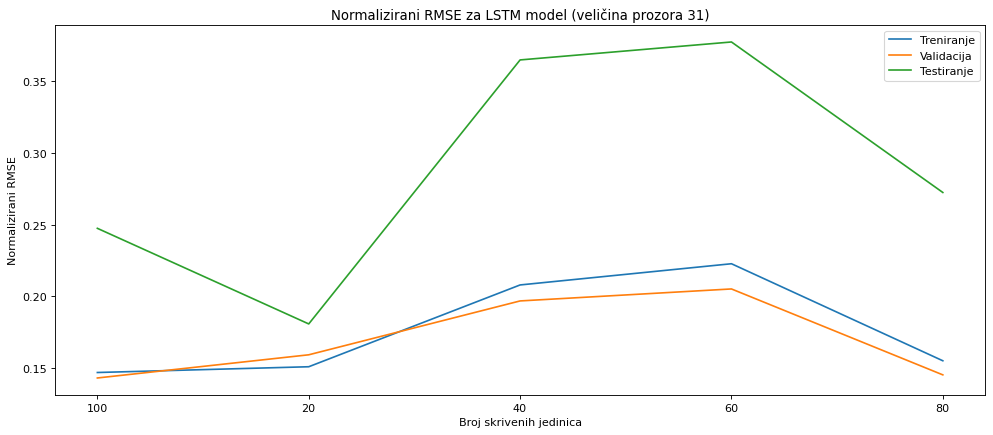 Normalizirani RMSE za LSTM model (veličina prozora 31)
Treniranje
Validacija
Testiranje
Normalizirani RMSE
0.35
0.30
0.25
0.20
0.15
100 20 40 60 80
Broj skrivenih jedinica